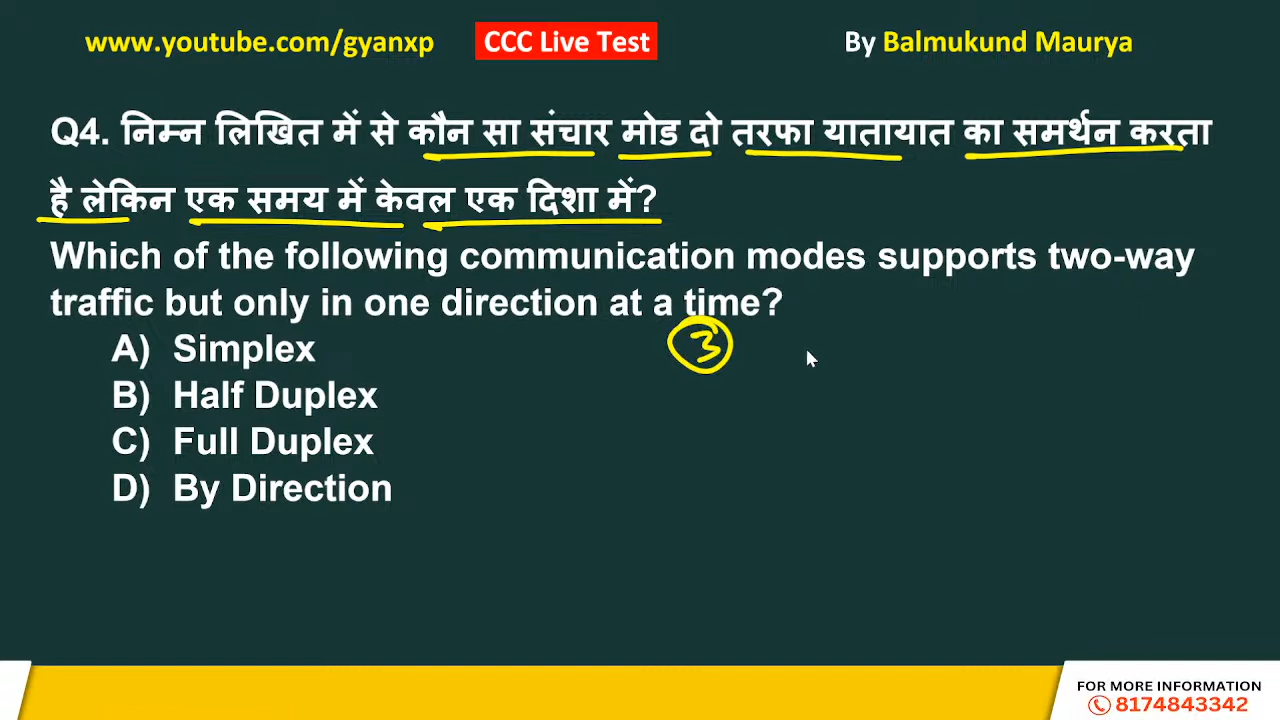 www.youtube.com/gyanxp CCC Live Test By Balmukund Maurya
Q4. निम्न लिखित में से कौन सा संचार मोड दो तरफा यातायात का समर्थन करता
है लेकिन एक समय में केवल एक दिशा में?
Which of the following communication modes supports two-way
traffic but only in one direction at a time?
3
A) Simplex
B) Half Duplex
C) Full Duplex
D) By Direction
FOR MORE INFORMATION
8174843342